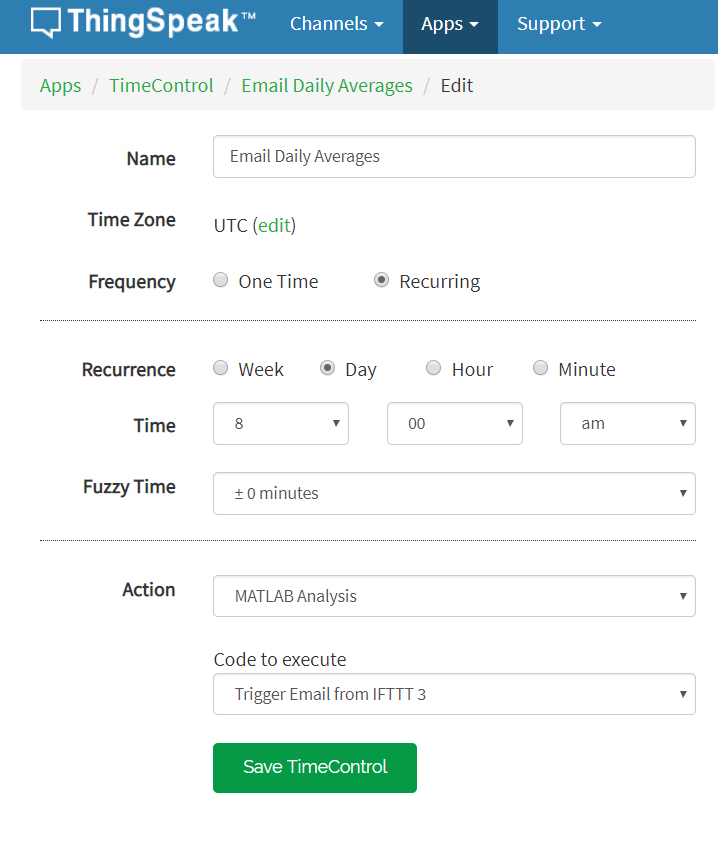 ThingSpeak™ Channels Apps Support
Apps / TimeControl / Email Daily Averages / Edit
Name Email Daily Averages
Time Zone UTC (edit)
Frequency One Time Recurring
Recurrence Week Day Hour Minute
Time 8 00 am
Fuzzy Time ± 0 minutes
Action MATLAB Analysis
Code to execute
Trigger Email from IFTTT 3
Save TimeControl